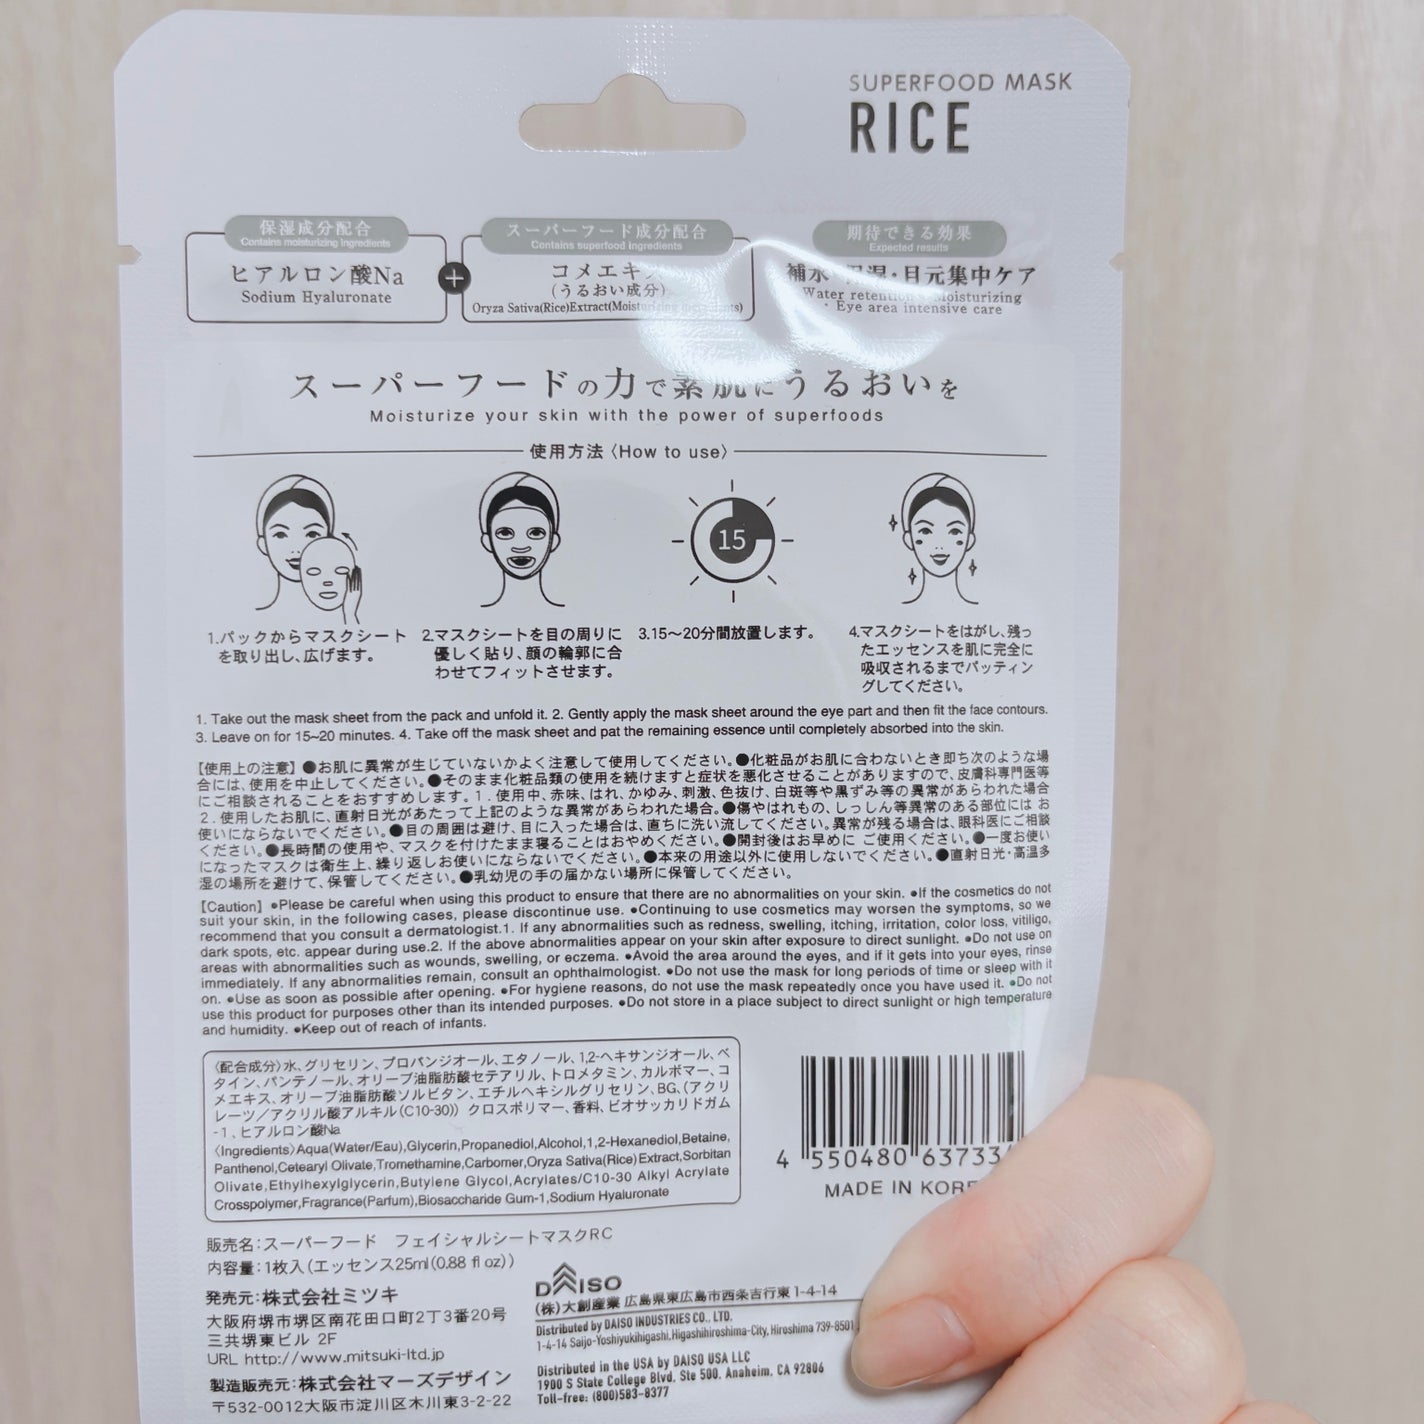 SUPERFOOD MASK
RICE
保湿成分配合
Contains moisturizing ingredients
ヒアルロン酸Na
Sodium Hyaluronate
+
スーパーフード成分配合
Contains superfood ingredients
コメエキ
(うるおい成分)
Oryza Sativa(Rice)Extract
期待できる効果
Expected results
補水・保湿・目元集中ケア
Water retention・Moisturizing
・Eye area intensive care
スーパーフードの力で素肌にうるおいを
Moisturize your skin with the power of superfoods
使用方法〈How to use〉
15
1.パックからマスクシート
を取り出し、広げます。
2.マスクシートを目の周りに
優しく貼り、顔の輪郭に合
わせてフィットさせます。
3.15〜20分間放置します。
4.マスクシートをはがし、残っ
たエッセンスを肌に完全に
吸収されるまでパッティン
グしてください。
1. Take out the mask sheet from the pack and unfold it. 2. Gently apply the mask sheet around the eye part and then fit the face contours.
3. Leave on for 15~20 minutes. 4. Take off the mask sheet and pat the remaining essence until completely absorbed into the skin.
【使用上の注意】●お肌に異常が生じていないかよく注意して使用してください。●化粧品がお肌に合わないとき即ち次のような場
合には、使用を中止してください。●そのまま化粧品類の使用を続けますと症状を悪化させることがありますので、皮膚科専門医等
にご相談されることをおすすめします。1.使用中、赤味、はれ、かゆみ、刺激、色抜け、白斑等や黒ずみ等の異常があらわれた場合
2.使用したお肌に、直射日光があたって上記のような異常があらわれた場合。●傷やはれもの、しっしん等異常のある部位には お
使いにならないでください。●目の周囲は避け、目に入った場合は、直ちに洗い流してください。異常が残る場合は、眼科医にご相談
ください。●長時間の使用や、マスクを付けたまま寝ることはおやめください。●開封後はお早めに ご使用ください。●一度お使い
になったマスクは衛生上、繰り返しお使いにならないでください。●本来の用途以外に使用しないでください。●直射日光・高温多
湿の場所を避けて、保管してください。●乳幼児の手の届かない場所に保管してください。
【Caution】●Please be careful when using this product to ensure that there are no abnormalities on your skin. ●If the cosmetics do not
suit your skin, in the following cases, please discontinue use. ●Continuing to use cosmetics may worsen the symptoms, so we
recommend that you consult a dermatologist.1. If any abnormalities such as redness, swelling, itching, irritation, color loss, vitiligo,
dark spots, etc. appear during use.2. If the above abnormalities appear on your skin after exposure to direct sunlight. ●Do not use on
areas with abnormalities such as wounds, swelling, or eczema. ●Avoid the area around the eyes, and if it gets into your eyes, rinse
immediately. If any abnormalities remain, consult an ophthalmologist. ●Do not use the mask for long periods of time or sleep with it
on. ●Use as soon as possible after opening. ●For hygiene reasons, do not use the mask repeatedly once you have used it. ●Do not
use this product for purposes other than its intended purposes. ●Do not store in a place subject to direct sunlight or high temperature
and humidity. ●Keep out of reach of infants.
〈配合成分〉水、グリセリン、プロパンジオール、エタノール、1,2-ヘキサンジオール、ベ
タイン、パンテノール、オリーブ油脂肪酸セテアリル、トロメタミン、カルボマー、コ
メエキス、オリーブ油脂肪酸ソルビタン、エチルヘキシルグリセリン、BG、(アクリ
レーツ／アクリル酸アルキル(C10-30)) クロスポリマー、香料、ビオサッカリドガム
-1、ヒアルロン酸Na
〈Ingredients〉Aqua(Water/Eau),Glycerin,Propanediol,Alcohol,1,2-Hexanediol,Betaine,
Panthenol,Cetearyl Olivate,Tromethamine,Carbomer,Oryza Sativa(Rice) Extract,Sorbitan
Olivate,Ethylhexylglycerin,Butylene Glycol,Acrylates/C10-30 Alkyl Acrylate
Crosspolymer,Fragrance(Parfum),Biosaccharide Gum-1,Sodium Hyaluronate
4 550480 63733
MADE IN KORE
販売名:スーパーフード フェイシャルシートマスクRC
内容量:1枚入(エッセンス25ml(0.88 fl oz))
発売元:株式会社ミツキ
大阪府堺市堺区南花田口町2丁3番20号
三共堺東ビル 2F
URL http://www.mitsuki-ltd.jp
製造販売元:株式会社マーズデザイン
〒532-0012大阪市淀川区木川東3-2-22
DAISO
(株)大創産業 広島県東広島市西条吉行東1-4-14
Distributed by DAISO INDUSTRIES CO., LTD.
1-4-14 Saijo-Yoshiyukihigashi,Higashihiroshima-City, Hiroshima 739-8501
Distributed in the USA by DAISO USA LLC
1900 S State College Blvd, Ste 500, Anaheim, CA 92806
Toll-free: (800)583-8377